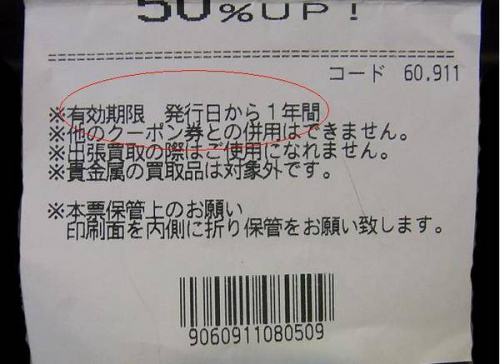 50%UP!
コード 60.911
※有効期限 発行日から1年間
※他のクーポン券との併用はできません。
※出張買取の際はご使用になれません。
※貴金属の買取品は対象外です。
※本票保管上のお願い
印刷面を内側に折り保管をお願い致します。
9060911080509